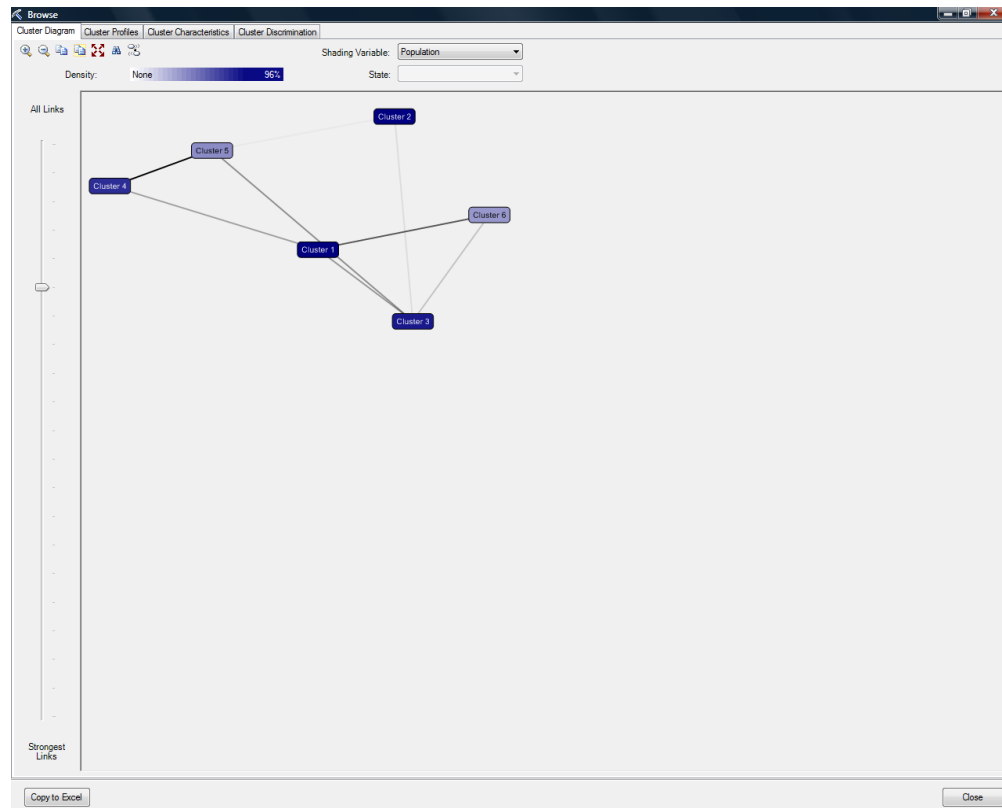 Browse
Cluster Diagram Cluster Profiles Cluster Characteristics Cluster Discrimination
Shading Variable: Population
Density: None 96% State:
All Links
Cluster 2
Cluster 5
Cluster 4
Cluster 6
Cluster 1
Cluster 3
Strongest
Links
Copy to Excel Close